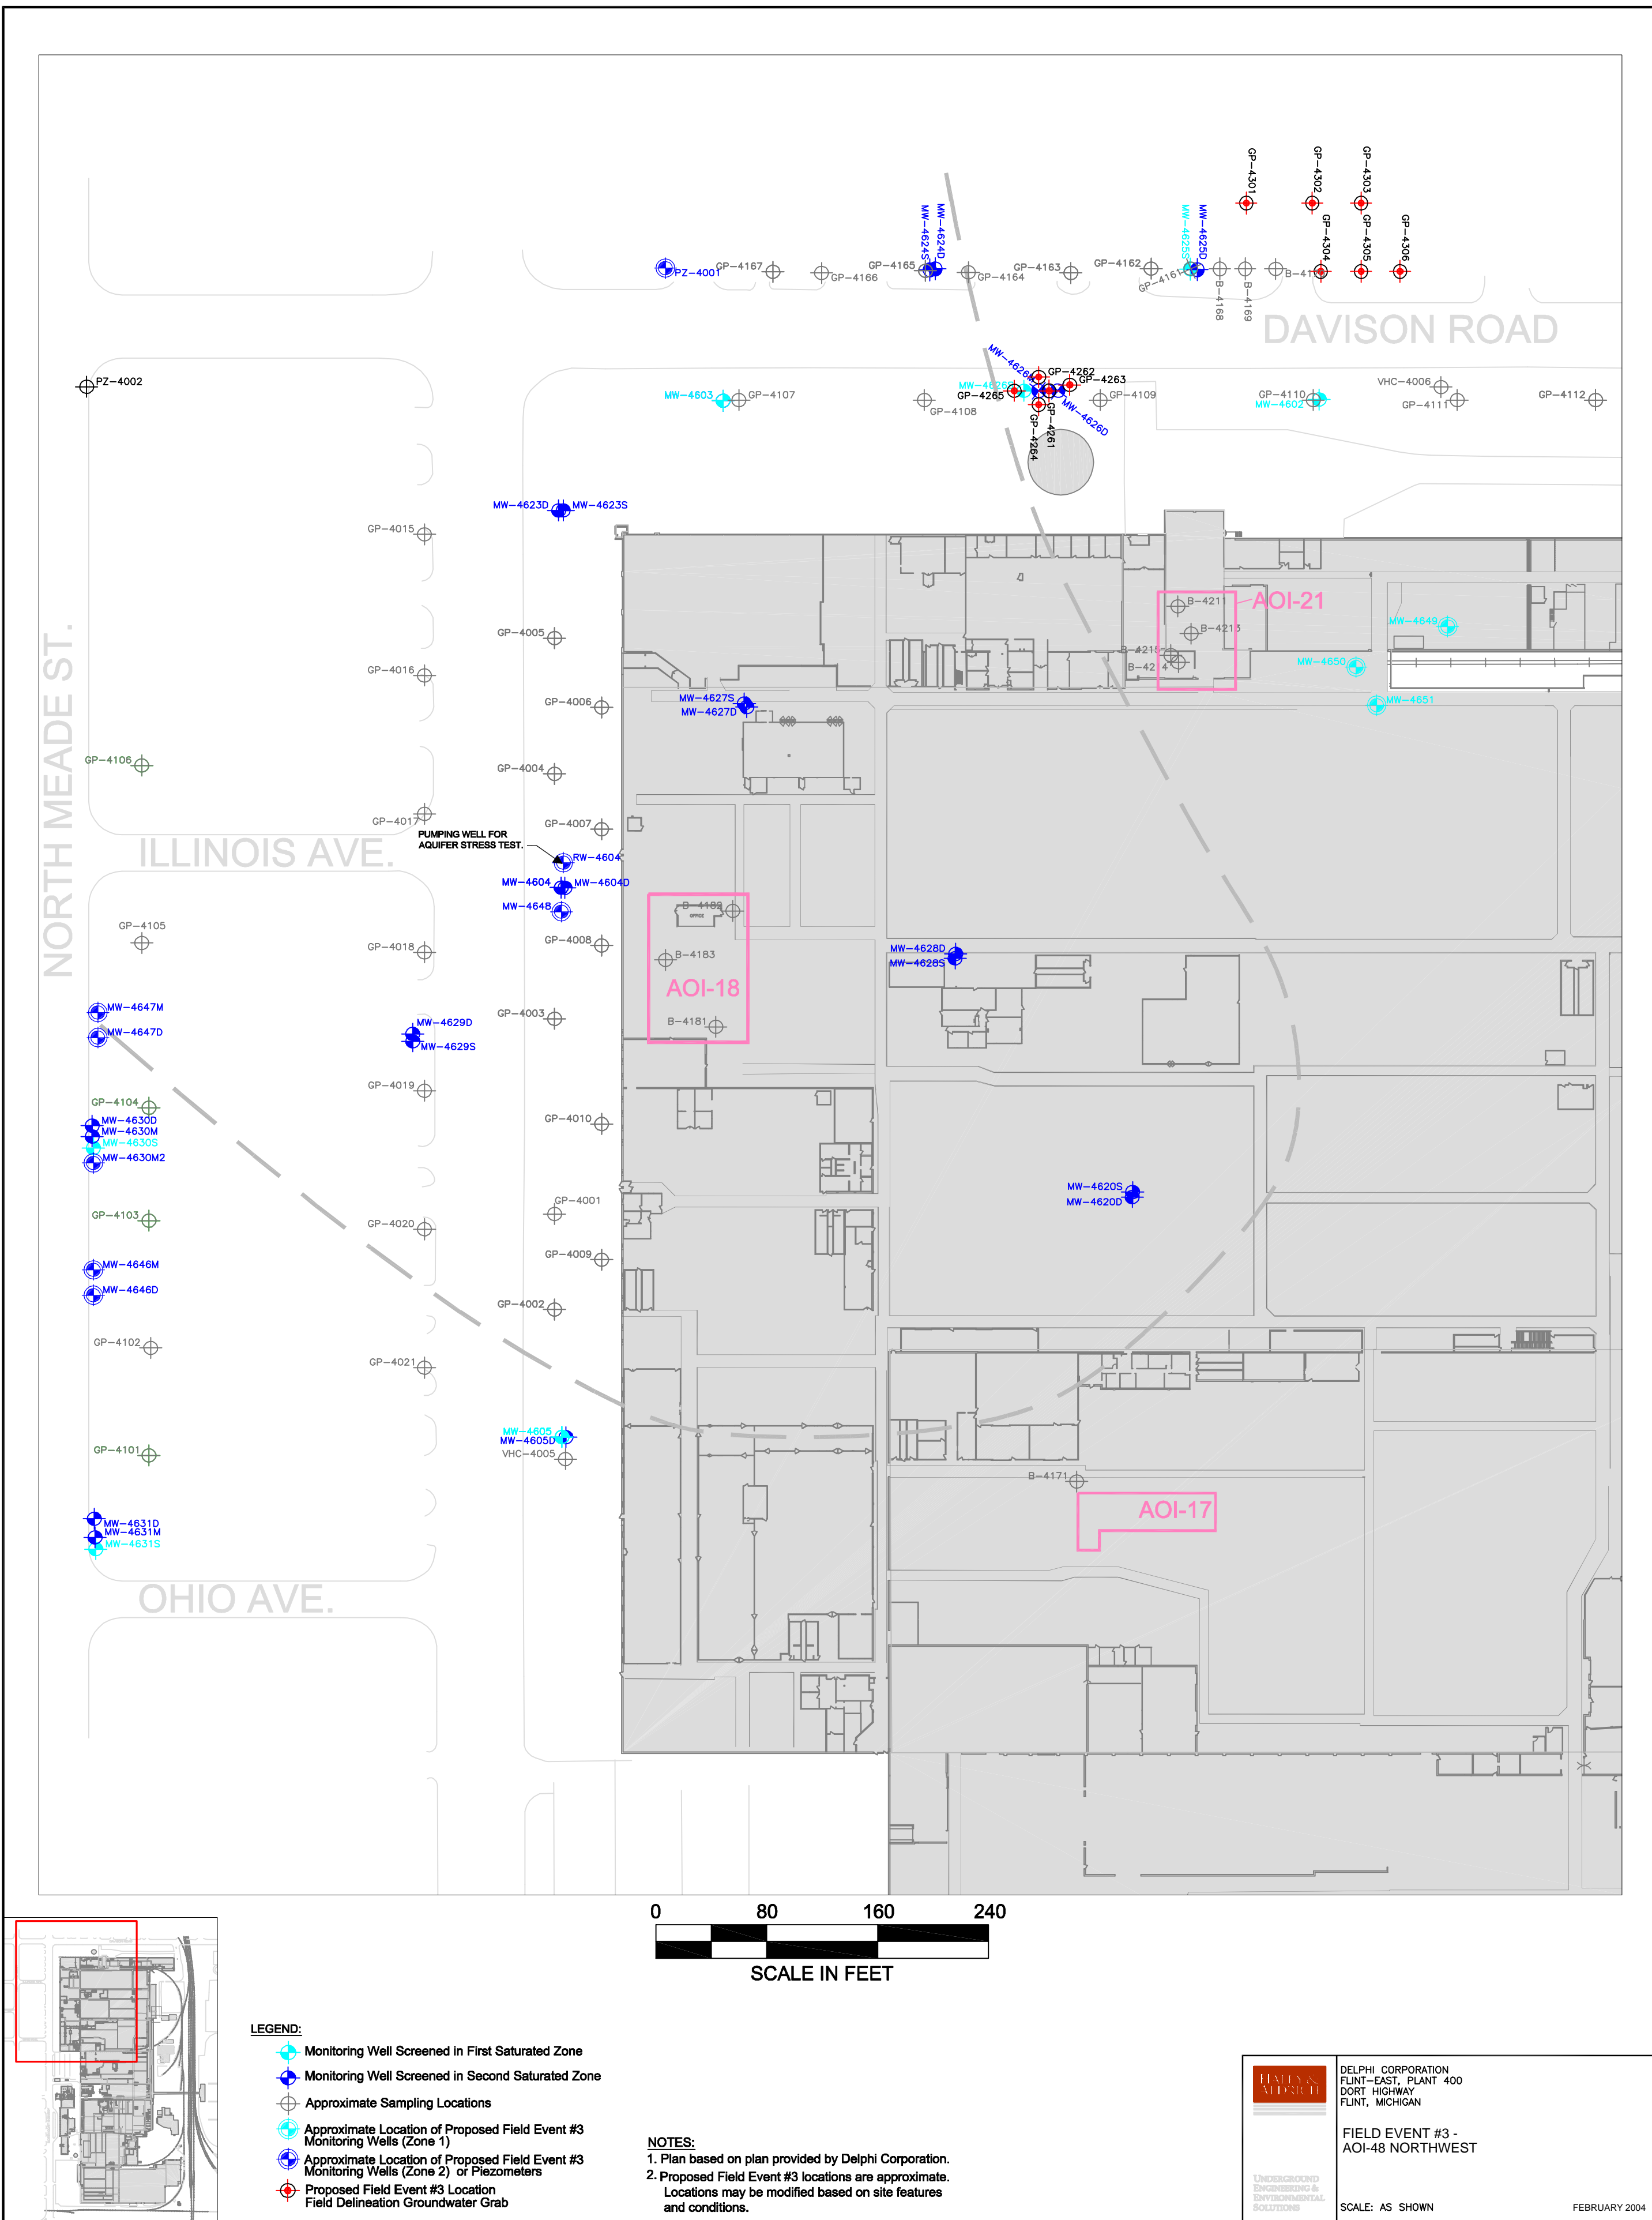 GP-4301
GP-4302
GP-4303
GP-4304
GP-4305
GP-4306
MW-4624S
MW-4624D
MW-4625S
MW-4625D
PZ-4001
GP-4167
GP-4166
GP-4165
GP-4164
GP-4163
GP-4162
GP-4161
B-4168
B-4169
DAVISON ROAD
PZ-4002
MW-4603
GP-4107
GP-4108
GP-4262
GP-4263
GP-4265
GP-4261
GP-4264
MW-4626D
GP-4109
GP-4110
MW-4602
VHC-4006
GP-4111
GP-4112
MW-4623D
MW-4623S
GP-4015
GP-4005
GP-4016
GP-4006
MW-4627S
MW-4627D
B-4211
AOI-21
B-4213
MW-4649
MW-4650
MW-4651
NORTH MEADE ST.
GP-4106
GP-4004
GP-4017
GP-4007
PUMPING WELL FOR
AQUIFER STRESS TEST.
RW-4604
ILLINOIS AVE.
MW-4604
MW-4604D
MW-4648
B-4182
OFFICE
GP-4105
GP-4018
GP-4008
B-4183
AOI-18
B-4181
MW-4628D
MW-4628S
MW-4647M
MW-4647D
MW-4629D
MW-4629S
GP-4003
GP-4019
GP-4104
MW-4630D
MW-4630M
MW-4630S
MW-4630M2
GP-4010
MW-4620S
MW-4620D
GP-4001
GP-4103
GP-4020
GP-4009
MW-4646M
MW-4646D
GP-4002
GP-4102
GP-4021
MW-4605
MW-4605D
VHC-4005
GP-4101
B-4171
AOI-17
MW-4631D
MW-4631M
MW-4631S
OHIO AVE.
0 80 160 240
SCALE IN FEET
LEGEND:
Monitoring Well Screened in First Saturated Zone
Monitoring Well Screened in Second Saturated Zone
Approximate Sampling Locations
Approximate Location of Proposed Field Event #3
Monitoring Wells (Zone 1)
Approximate Location of Proposed Field Event #3
Monitoring Wells (Zone 2) or Piezometers
Proposed Field Event #3 Location
Field Delineation Groundwater Grab
NOTES:
1. Plan based on plan provided by Delphi Corporation.
2. Proposed Field Event #3 locations are approximate.
Locations may be modified based on site features
and conditions.
HALEY &
ALDRICH
UNDERGROUND
ENGINEERING &
ENVIRONMENTAL
SOLUTIONS
DELPHI CORPORATION
FLINT-EAST, PLANT 400
DORT HIGHWAY
FLINT, MICHIGAN
FIELD EVENT #3 -
AOI-48 NORTHWEST
SCALE: AS SHOWN
FEBRUARY 2004